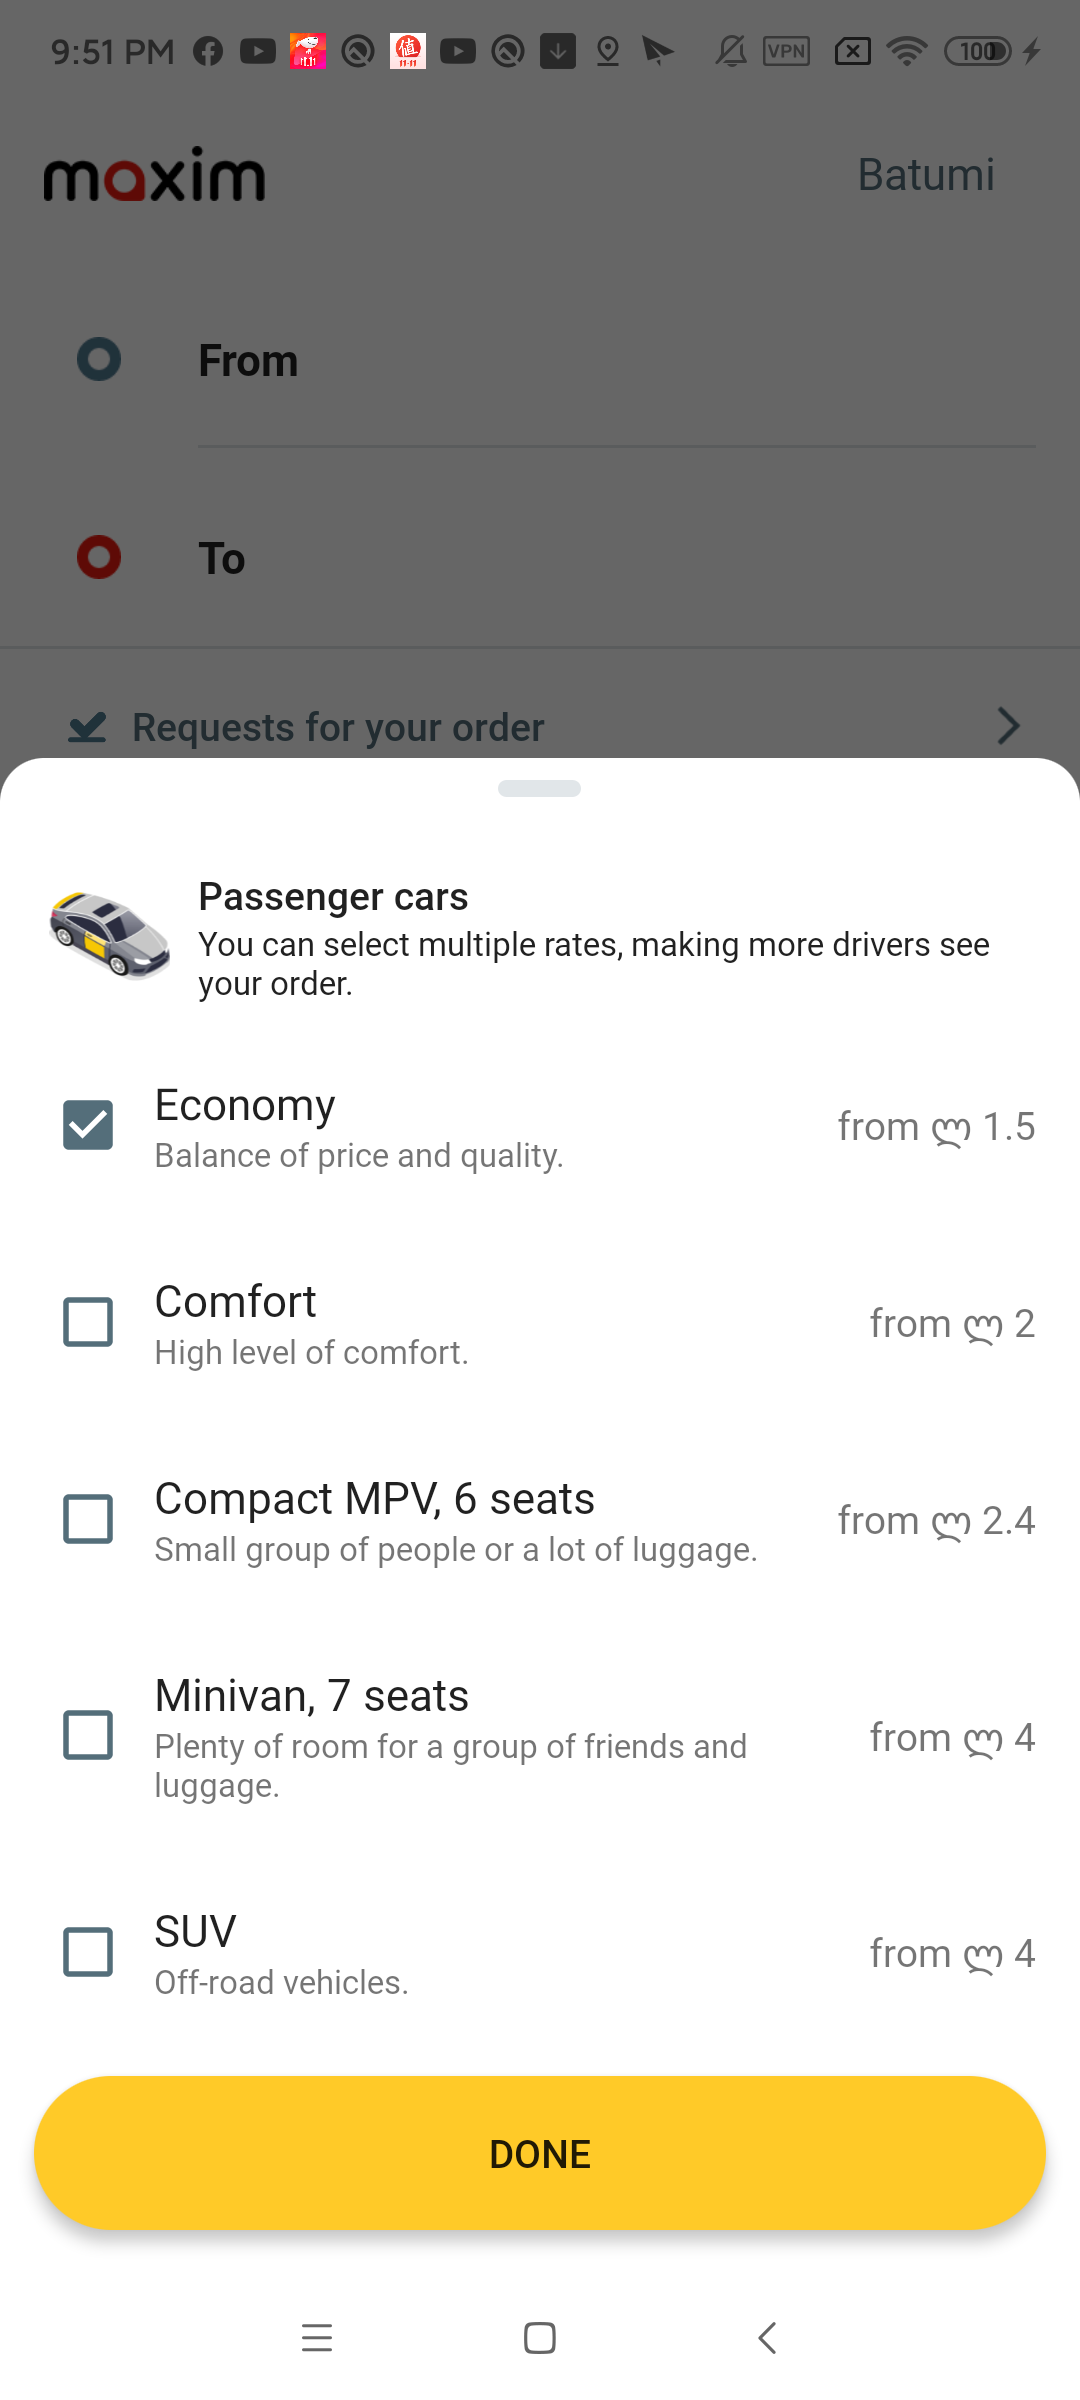 9:51 PM
VPN
100
maxim
Batumi
From
To
Requests for your order
Passenger cars
You can select multiple rates, making more drivers see
your order.
Economy
Balance of price and quality.
from ლ 1.5
Comfort
High level of comfort.
from ლ 2
Compact MPV, 6 seats
Small group of people or a lot of luggage.
from ლ 2.4
Minivan, 7 seats
Plenty of room for a group of friends and
luggage.
from ლ 4
SUV
Off-road vehicles.
from ლ 4
DONE